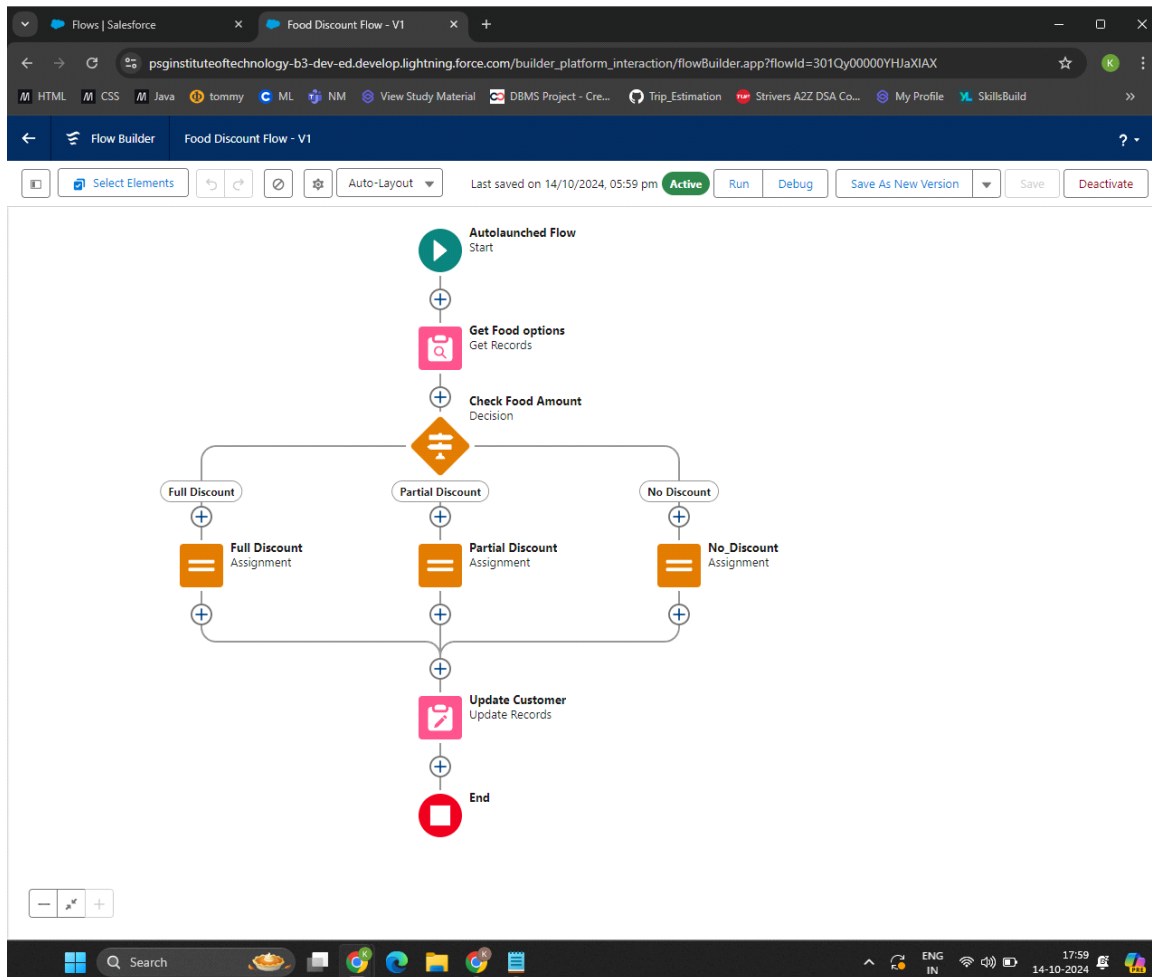 Flows | Salesforce
Food Discount Flow - V1
psginstituteoftechnology-b3-dev-ed.develop.lightning.force.com/builder_platform_interaction/flowBuilder.app?flowId=301Qy00000YHJaXIAX
K
HTML CSS Java tommy ML NM View Study Material DBMS Project - Cre... Trip_Estimation Strivers A2Z DSA Co... My Profile SkillsBuild
Flow Builder Food Discount Flow - V1 ?
Select Elements Auto-Layout Last saved on 14/10/2024, 05:59 pm Active Run Debug Save As New Version Save Deactivate
Autolaunched Flow
Start
Get Food options
Get Records
Check Food Amount
Decision
Full Discount Partial Discount No Discount
Full Discount Partial Discount No_Discount
Assignment Assignment Assignment
Update Customer
Update Records
End
Search
ENG
IN
17:59
14-10-2024